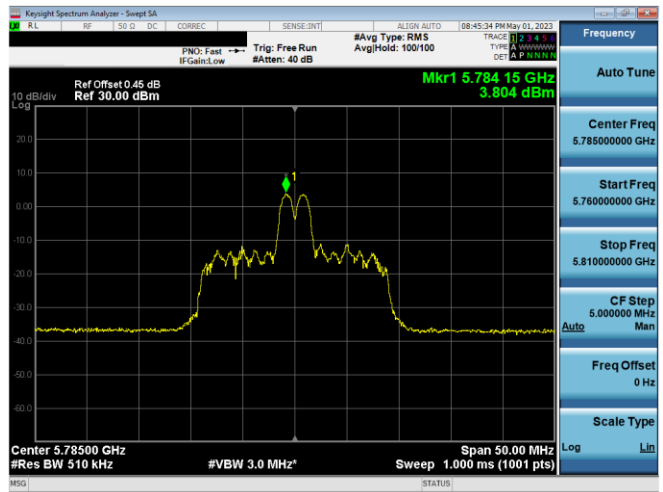 Keysight Spectrum Analyzer - Swept SA
RL RF 50 Ω DC CORREC SENSE:INT ALIGN AUTO 08:45:34 PM May 01, 2023
PNO: Fast
IFGain:Low
Trig: Free Run
#Atten: 40 dB
#Avg Type: RMS
Avg|Hold: 100/100
TRACE 1 2 3 4 5 6
TYPE A WWWWW
DET A P N N N N
Mkr1 5.784 15 GHz
3.804 dBm
Ref Offset 0.45 dB
10 dB/div Ref 30.00 dBm
Log
20.0
10.0
0.00
-10.0
-20.0
-30.0
-40.0
-50.0
-60.0
1
Center 5.78500 GHz Span 50.00 MHz
#Res BW 510 kHz #VBW 3.0 MHz* Sweep 1.000 ms (1001 pts)
MSG STATUS
Frequency
Auto Tune
Center Freq
5.785000000 GHz
Start Freq
5.760000000 GHz
Stop Freq
5.810000000 GHz
CF Step
5.000000 MHz
Auto Man
Freq Offset
0 Hz
Scale Type
Log Lin